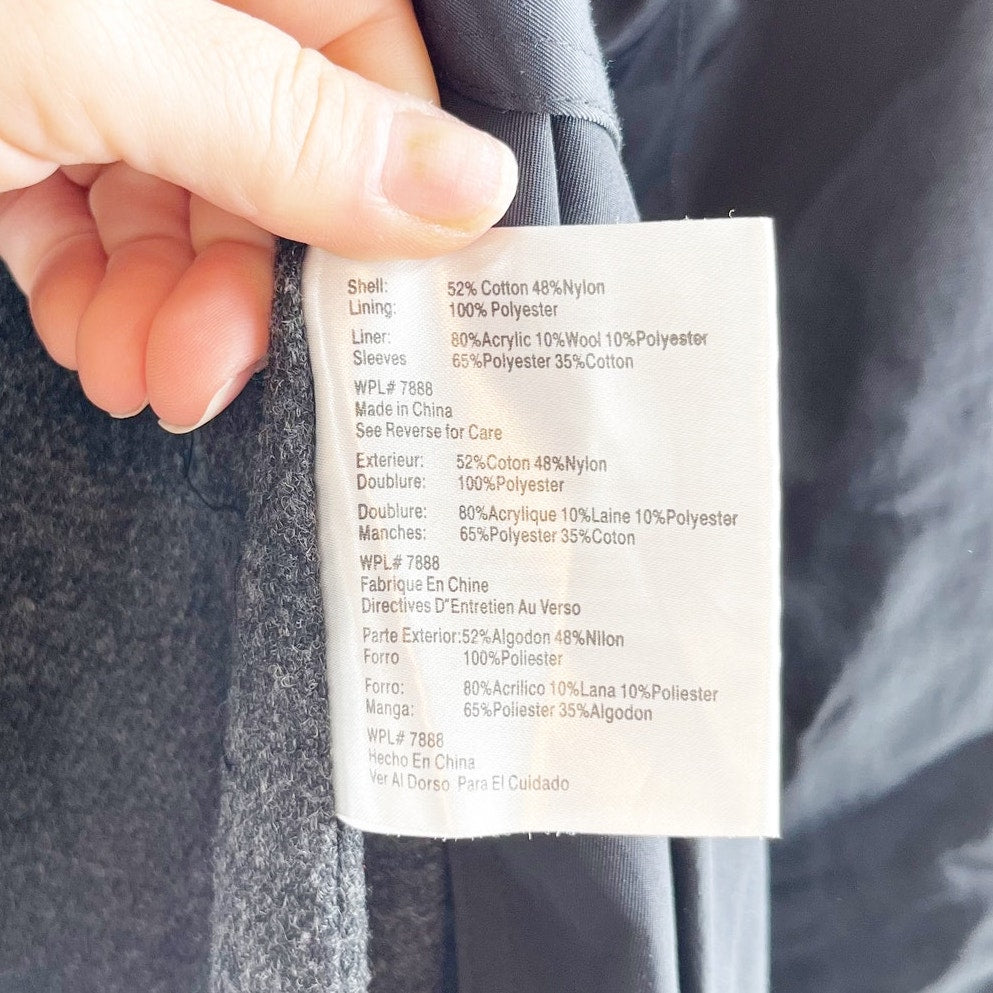 Shell: 52% Cotton 48%Nylon
Lining: 100% Polyester
Liner: 80%Acrylic 10%Wool 10%Polyester
Sleeves 65%Polyester 35%Cotton
WPL# 7888
Made in China
See Reverse for Care
Exterieur: 52%Coton 48%Nylon
Doublure: 100%Polyester
Doublure: 80%Acrylique 10%Laine 10%Polyester
Manches: 65%Polyester 35%Coton
WPL# 7888
Fabrique En Chine
Directives D"Entretien Au Verso
Parte Exterior:52%Algodon 48%Nilon
Forro 100%Poliester
Forro: 80%Acrilico 10%Lana 10%Poliester
Manga: 65%Poliester 35%Algodon
WPL# 7888
Hecho En China
Ver Al Dorso Para El Cuidado